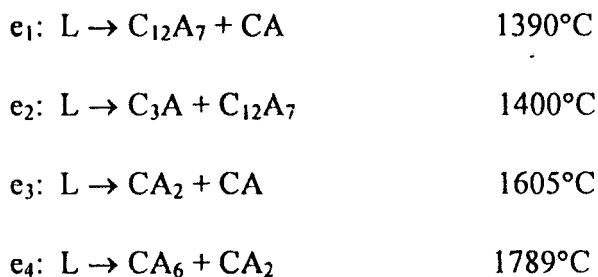 e₁: L → C₁₂A₇ + CA 1390°C
e₂: L → C₃A + C₁₂A₇ 1400°C
e₃: L → CA₂ + CA 1605°C
e₄: L → CA₆ + CA₂ 1789°C